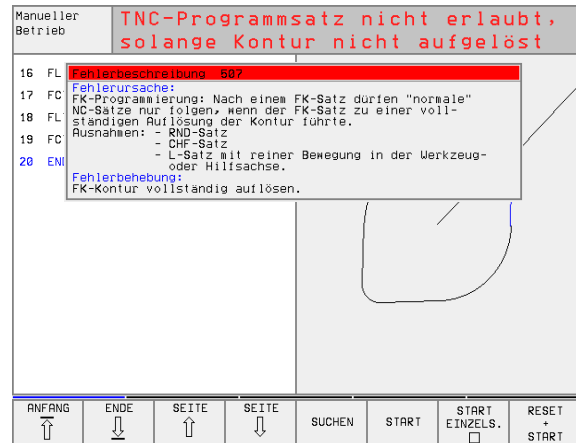 Manueller
Betrieb
TNC-Programmsatz nicht erlaubt,
solange Kontur nicht aufgelöst
16 FL
17 FC
18 FL
19 FC
20 END
Fehlerbeschreibung 507
Fehlerursache:
FK-Programmierung: Nach einem FK-Satz dürfen "normale"
NC-Sätze nur folgen, wenn der FK-Satz zu einer voll-
ständigen Auflösung der Kontur führte.
Ausnahmen: - RND-Satz
- CHF-Satz
- L-Satz mit reiner Bewegung in der Werkzeug-
oder Hilfsachse.
Fehlerbehebung:
FK-Kontur vollständig auflösen.
ANFANG
ENDE
SEITE
SEITE
SUCHEN
START
START
EINZELS.
RESET
+
START